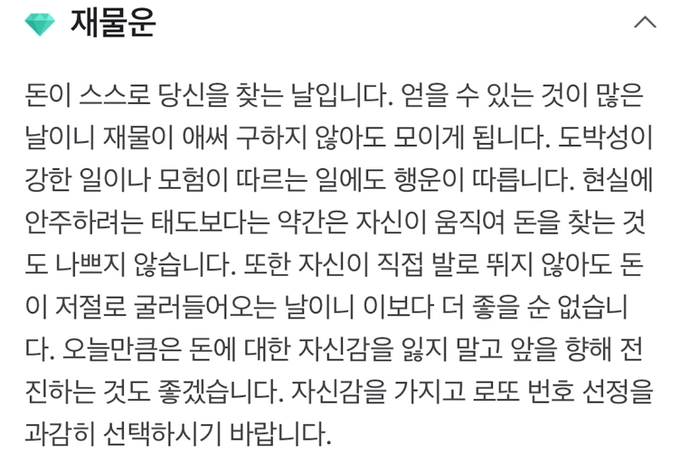 재물운
돈이 스스로 당신을 찾는 날입니다. 얻을 수 있는 것이 많은
날이니 재물이 애써 구하지 않아도 모이게 됩니다. 도박성이
강한 일이나 모험이 따르는 일에도 행운이 따릅니다. 현실에
안주하려는 태도보다는 약간은 자신이 움직여 돈을 찾는 것
도 나쁘지 않습니다. 또한 자신이 직접 발로 뛰지 않아도 돈
이 저절로 굴러들어오는 날이니 이보다 더 좋을 순 없습니
다. 오늘만큼은 돈에 대한 자신감을 잃지 말고 앞을 향해 전
진하는 것도 좋겠습니다. 자신감을 가지고 로또 번호 선정을
과감히 선택하시기 바랍니다.